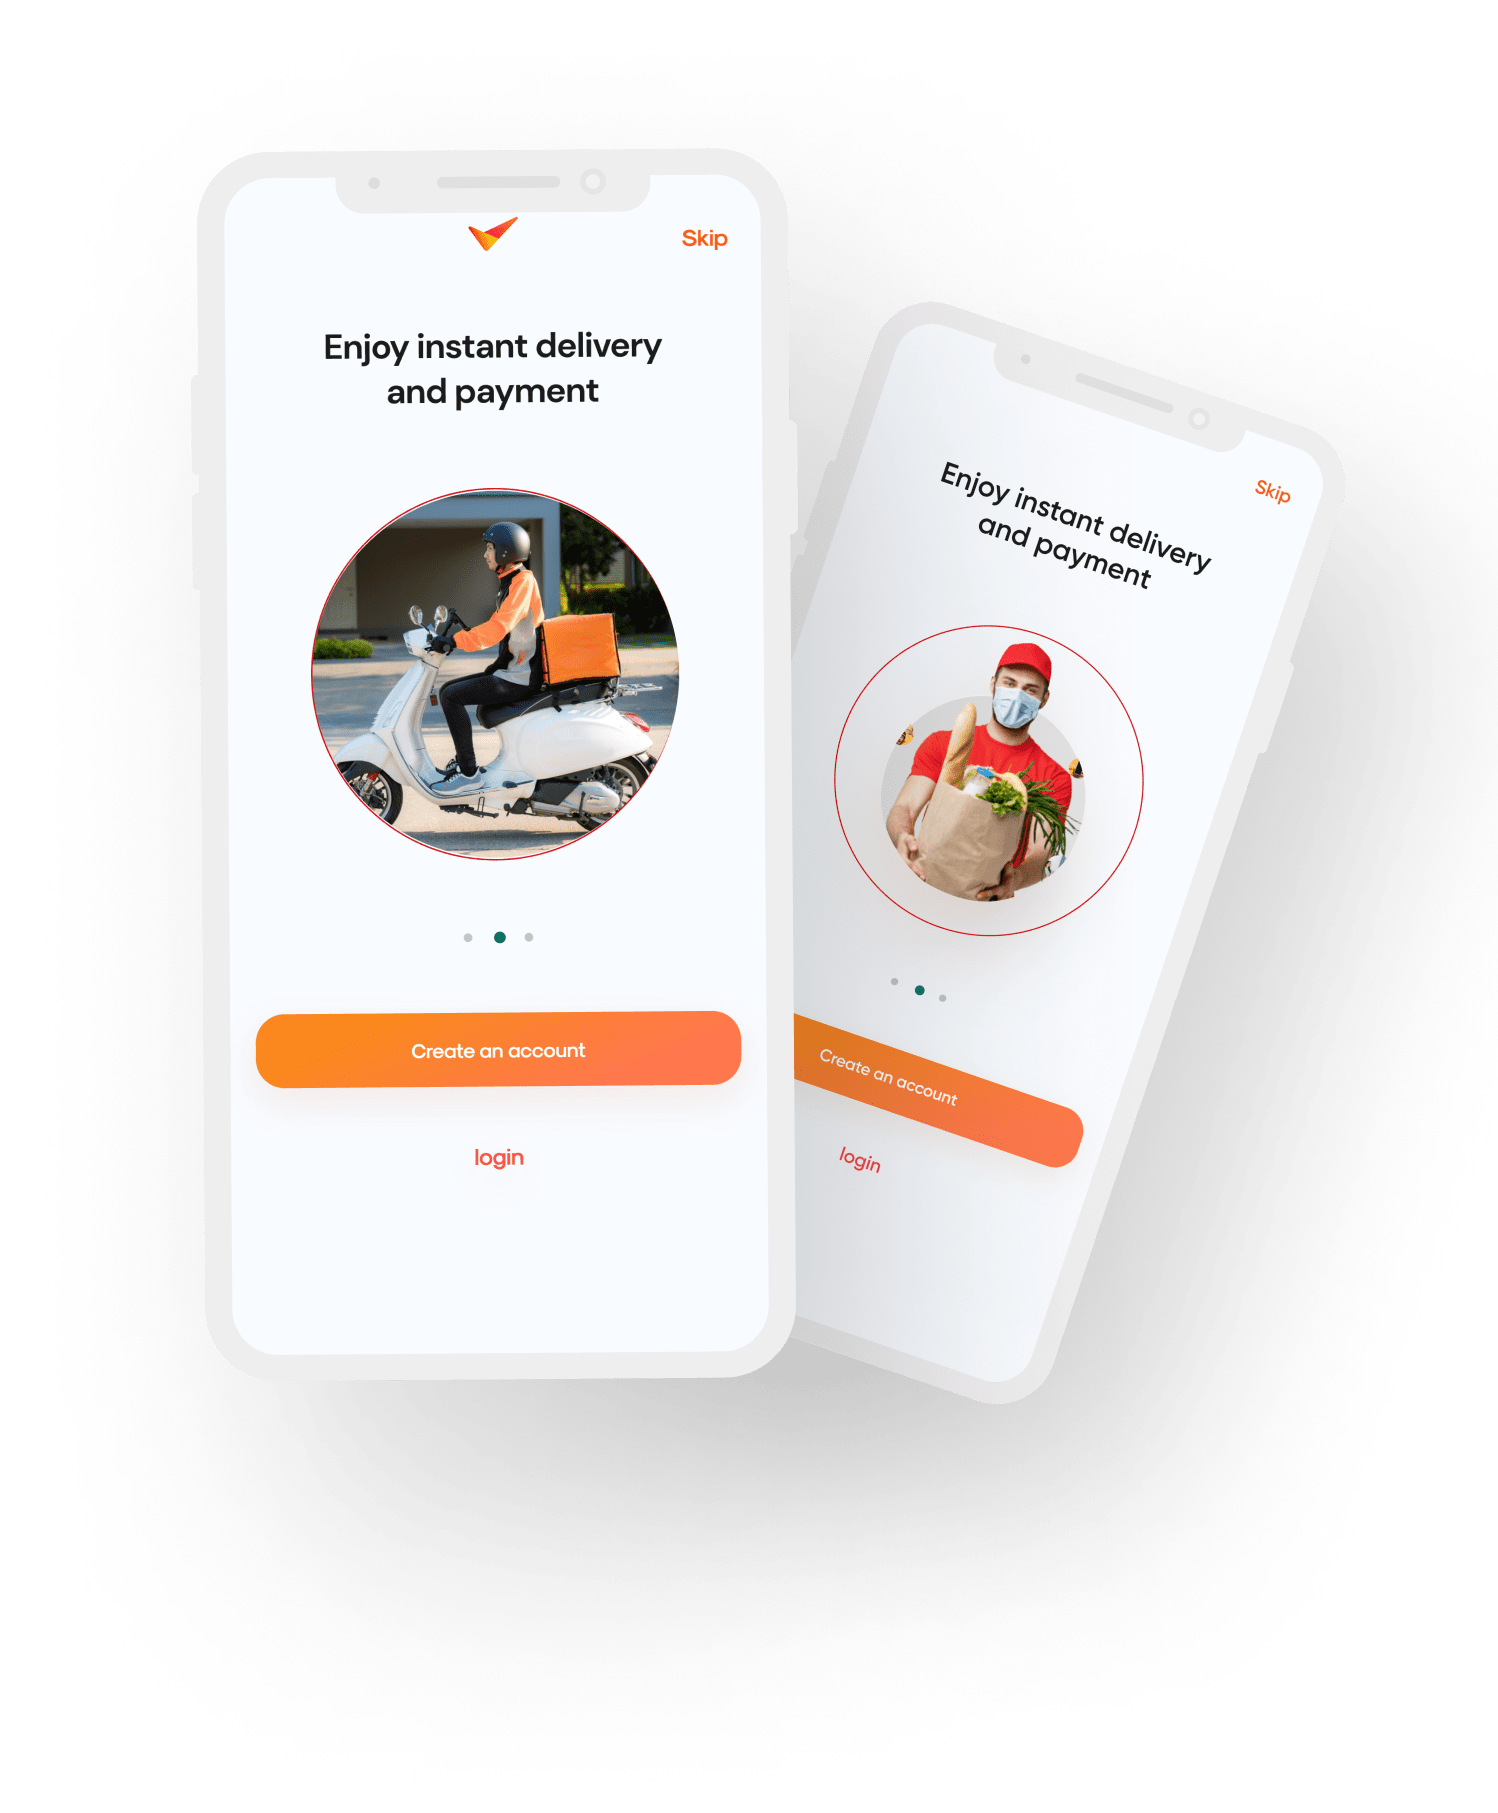 Skip
Enjoy instant delivery
and payment
Create an account
login
Skip
Enjoy instant delivery
and payment
Create an account
login